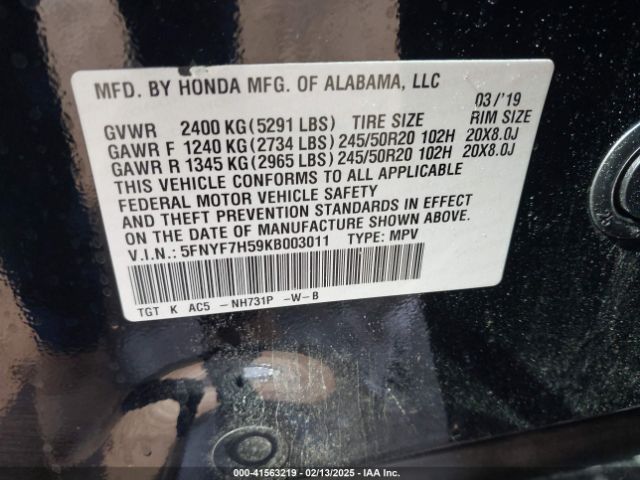 MFD. BY HONDA MFG. OF ALABAMA, LLC
03/'19
GVWR 2400 KG(5291 LBS) TIRE SIZE RIM SIZE
GAWR F 1240 KG(2734 LBS) 245/50R20 102H 20X8.0J
GAWR R 1345 KG(2965 LBS) 245/50R20 102H 20X8.0J
THIS VEHICLE CONFORMS TO ALL APPLICABLE
FEDERAL MOTOR VEHICLE SAFETY
AND THEFT PREVENTION STANDARDS IN EFFECT
ON THE DATE OF MANUFACTURE SHOWN ABOVE.
V.I.N.: 5FNYF7H59KB003011 TYPE: MPV
TGT K AC5 -NH731P -W-B
000-41563219 - 02/13/2025 - IAA Inc.